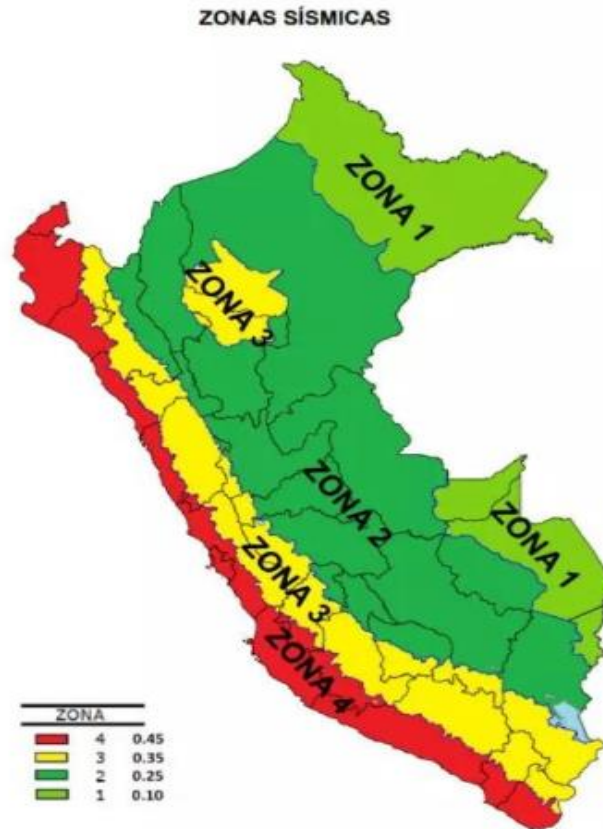 ZONAS SÍSMICAS
ZONA 1
ZONA 3
ZONA 2
ZONA 1
ZONA 3
ZONA 4
ZONA
4 0.45
3 0.35
2 0.25
1 0.10